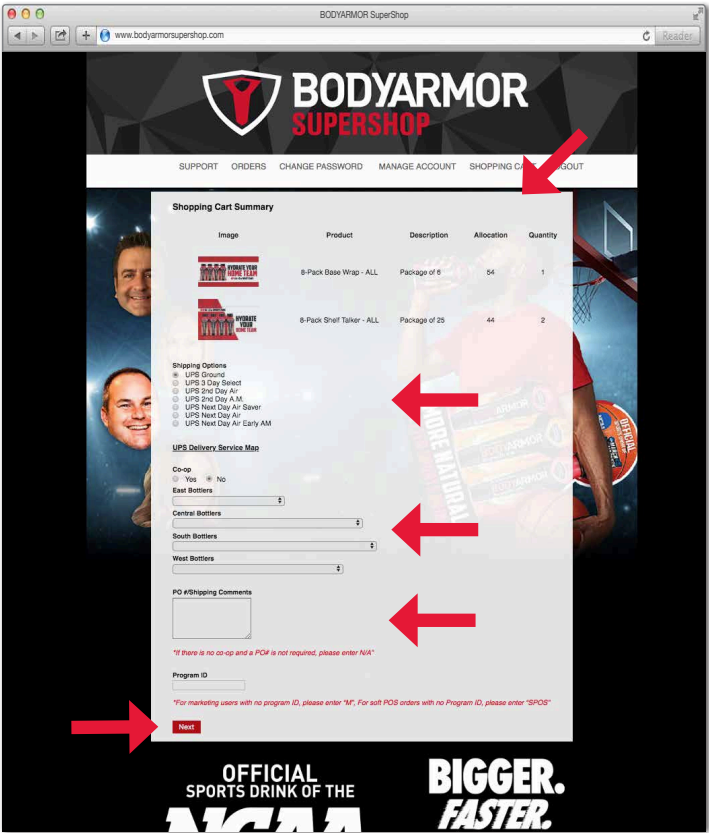 BODYARMOR SuperShop
www.bodyarmorsupershop.com
Reader
BODYARMOR
SUPERSHOP
SUPPORT ORDERS CHANGE PASSWORD MANAGE ACCOUNT SHOPPING CA OGOUT
Shopping Cart Summary
Image Product Description Allocation Quantity
HYDRATE YOUR
HOME TEAM
8-Pack Base Wrap - ALL Package of 6 54 1
HYDRATE
YOUR
HOME TEAM
8-Pack Shelf Talker - ALL Package of 25 44 2
Shipping Options
UPS Ground
UPS 3 Day Select
UPS 2nd Day Air
UPS 2nd Day A.M.
UPS Next Day Air Saver
UPS Next Day Air
UPS Next Day Air Early AM
UPS Delivery Service Map
Co-op
Yes No
East Bottlers
Central Bottlers
South Bottlers
West Bottlers
PO #/Shipping Comments
*If there is no co-op and a PO# is not required, please enter N/A*
Program ID
*For marketing users with no program ID, please enter "M", For soft POS orders with no Program ID, please enter "SPOS"
Next
MORE NATURAL
ARMOR
OFFICIAL
OFFICIAL
SPORTS DRINK OF THE
NCAA
BIGGER.
FASTER.